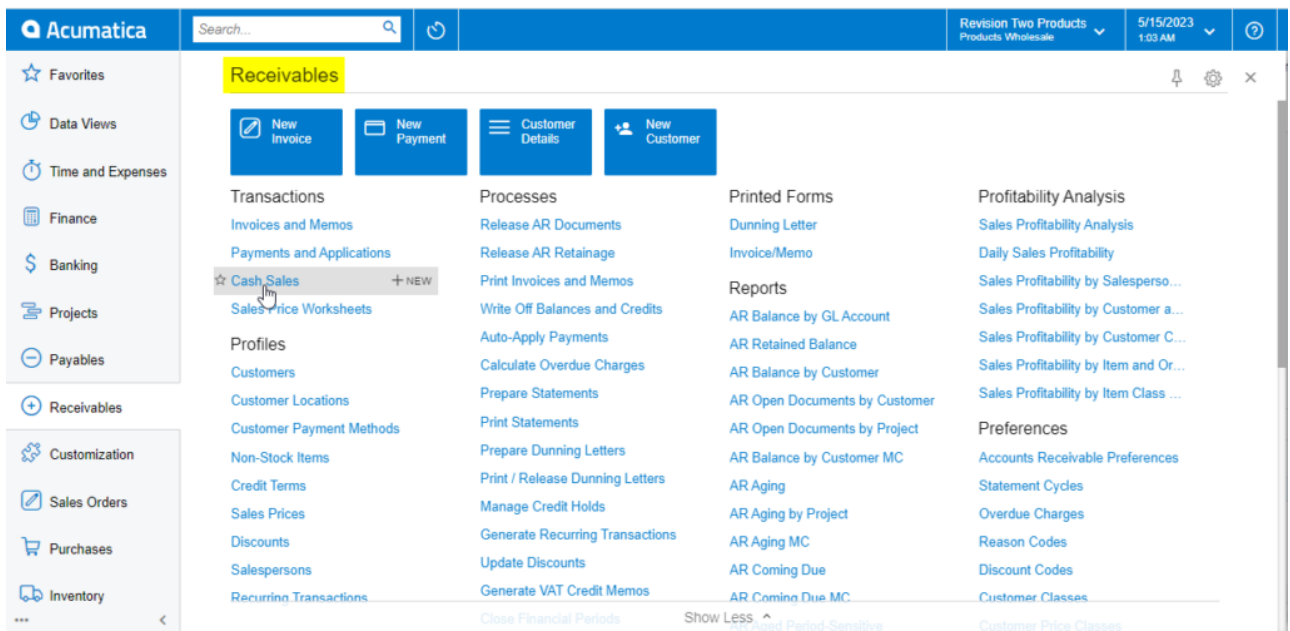 Acumatica
Search...
Revision Two Products
Products Wholesale
5/15/2023
1:03 AM
Favorites
Data Views
Time and Expenses
Finance
Banking
Projects
Payables
Receivables
Customization
Sales Orders
Purchases
Inventory
Receivables
New
Invoice
New
Payment
Customer
Details
New
Customer
Transactions
Invoices and Memos
Payments and Applications
Cash Sales
+ NEW
Sales Price Worksheets
Profiles
Customers
Customer Locations
Customer Payment Methods
Non-Stock Items
Credit Terms
Sales Prices
Discounts
Salespersons
Recurring Transactions
Processes
Release AR Documents
Release AR Retainage
Print Invoices and Memos
Write Off Balances and Credits
Auto-Apply Payments
Calculate Overdue Charges
Prepare Statements
Print Statements
Prepare Dunning Letters
Print / Release Dunning Letters
Manage Credit Holds
Generate Recurring Transactions
Update Discounts
Generate VAT Credit Memos
Close Financial Periods
Printed Forms
Dunning Letter
Invoice/Memo
Reports
AR Balance by GL Account
AR Retained Balance
AR Balance by Customer
AR Open Documents by Customer
AR Open Documents by Project
AR Balance by Customer MC
AR Aging
AR Aging by Project
AR Aging MC
AR Coming Due
AR Coming Due MC
AR Aged Period-Sensitive
Profitability Analysis
Sales Profitability Analysis
Daily Sales Profitability
Sales Profitability by Salesperso...
Sales Profitability by Customer a...
Sales Profitability by Customer C...
Sales Profitability by Item and Or...
Sales Profitability by Item Class ...
Preferences
Accounts Receivable Preferences
Statement Cycles
Overdue Charges
Reason Codes
Discount Codes
Customer Classes
Customer Price Classes
Show Less